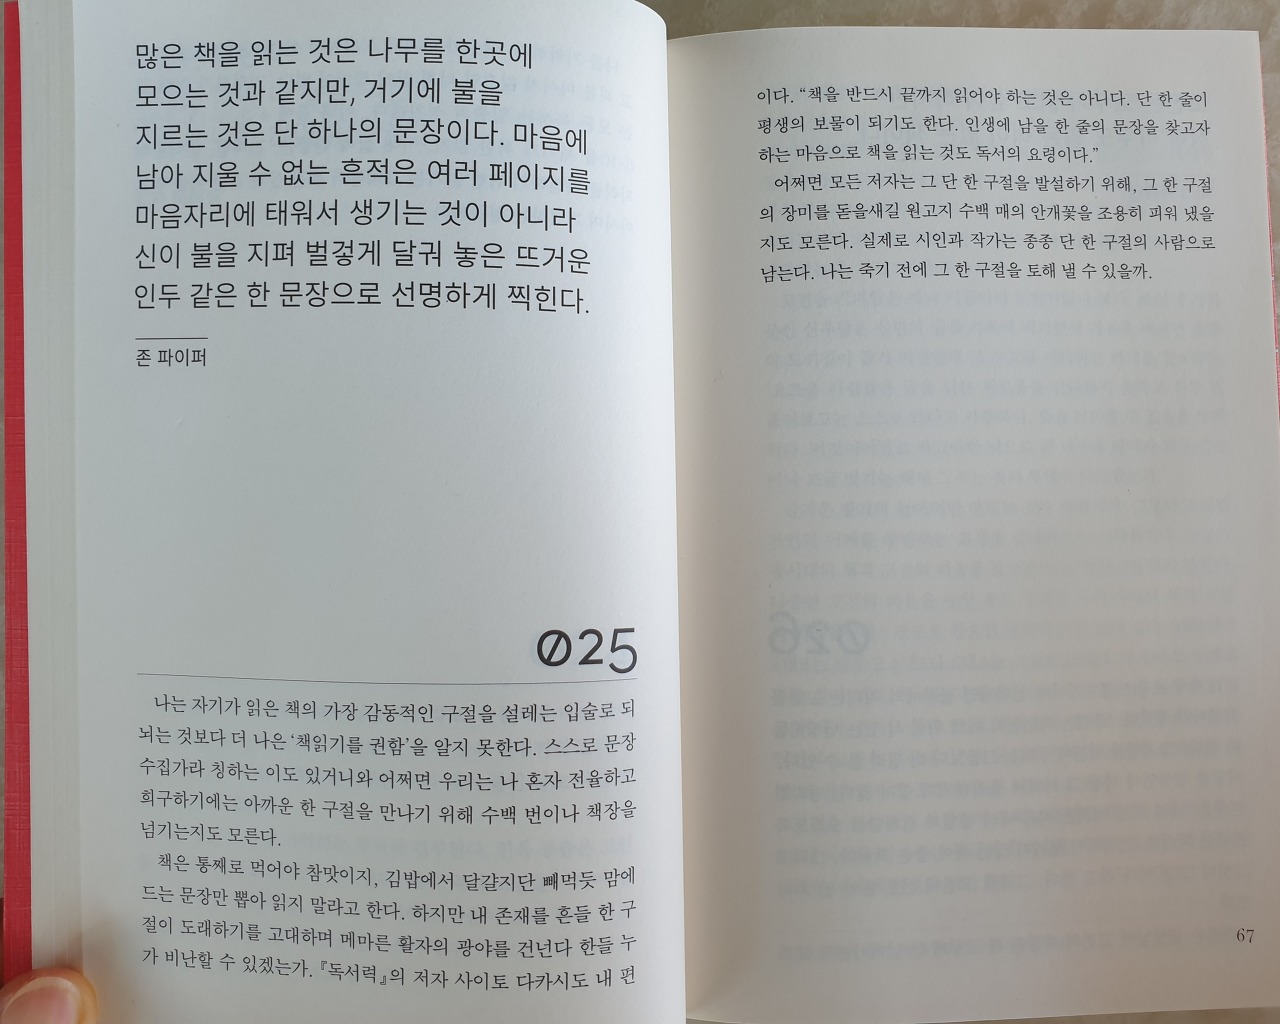 많은 책을 읽는 것은 나무를 한곳에
모으는 것과 같지만, 거기에 불을
지르는 것은 단 하나의 문장이다. 마음에
남아 지울 수 없는 흔적은 여러 페이지를
마음자리에 태워서 생기는 것이 아니라
신이 불을 지펴 벌겋게 달궈 놓은 뜨거운
인두 같은 한 문장으로 선명하게 찍힌다.
존 파이퍼
025
나는 자기가 읽은 책의 가장 감동적인 구절을 설레는 입술로 되
뇌는 것보다 더 나은 ‘책읽기를 권함’을 알지 못한다. 스스로 문장
수집가라 칭하는 이도 있거니와 어쩌면 우리는 나 혼자 전율하고
희구하기에는 아까운 한 구절을 만나기 위해 수백 번이나 책장을
넘기는지도 모른다.
책은 통째로 먹어야 참맛이지, 김밥에서 달걀지단 빼먹듯 맘에
드는 문장만 뽑아 읽지 말라고 한다. 하지만 내 존재를 흔들 한 구
절이 도래하기를 고대하며 메마른 활자의 광야를 건넌다 한들 누
가 비난할 수 있겠는가. 『독서력』의 저자 사이토 다카시도 내 편
이다. “책을 반드시 끝까지 읽어야 하는 것은 아니다. 단 한 줄이
평생의 보물이 되기도 한다. 인생에 남을 한 줄의 문장을 찾고자
하는 마음으로 책을 읽는 것도 독서의 요령이다.”
어쩌면 모든 저자는 그 단 한 구절을 발설하기 위해, 그 한 구절
의 장미를 돋을새길 원고지 수백 매의 안개꽃을 조용히 피워 냈을
지도 모른다. 실제로 시인과 작가는 종종 단 한 구절의 사람으로
남는다. 나는 죽기 전에 그 한 구절을 토해 낼 수 있을까.
67